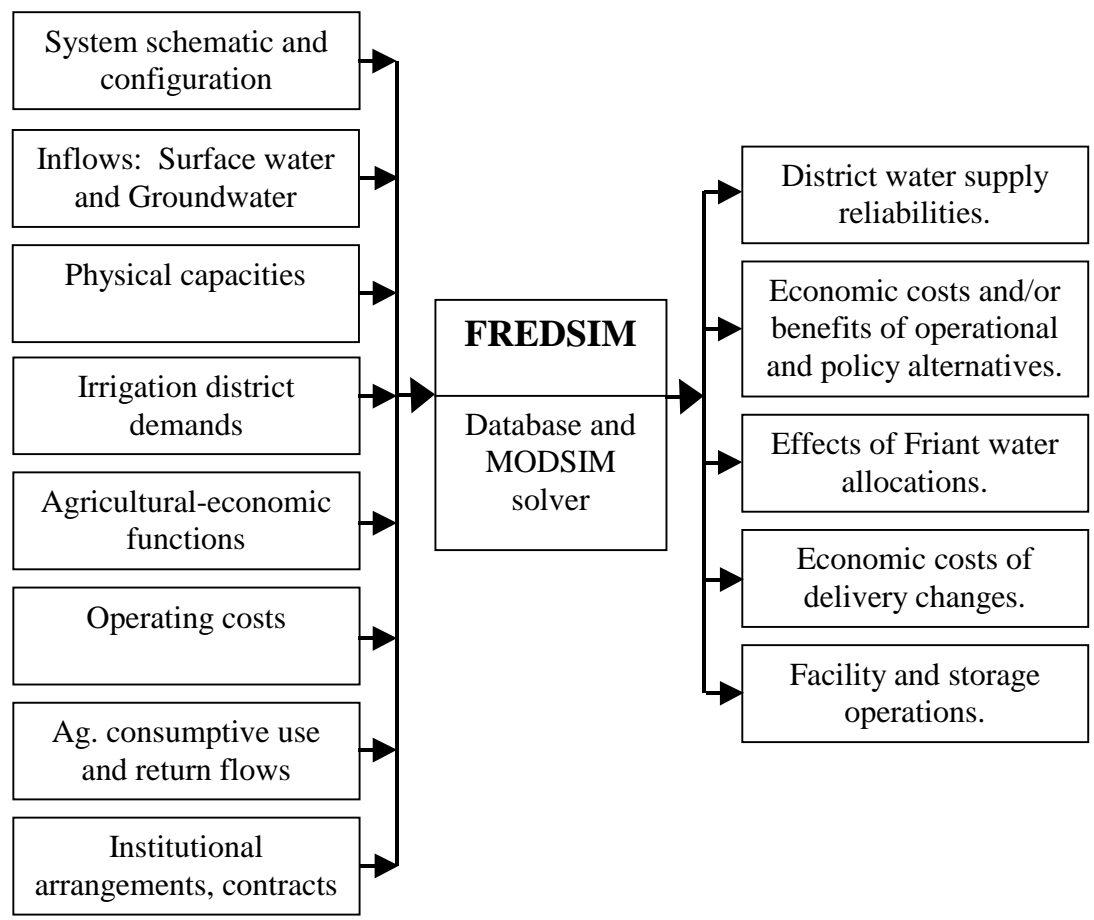 System schematic and
configuration
Inflows:  Surface water
and Groundwater
Physical capacities
Irrigation district
demands
Agricultural-economic
functions
Operating costs
Ag. consumptive use
and return flows
Institutional
arrangements, contracts
FREDSIM
Database and
MODSIM
solver
District water supply
reliabilities.
Economic costs and/or
benefits of operational
and policy alternatives.
Effects of Friant water
allocations.
Economic costs of
delivery changes.
Facility and storage
operations.